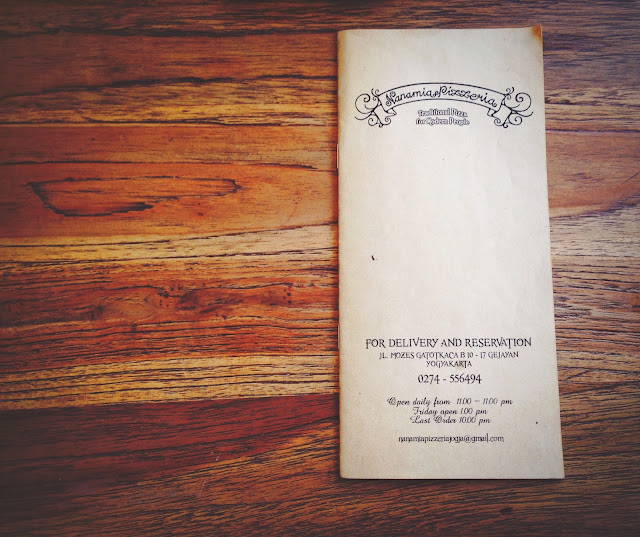 Nanamia Pizzeria
Traditional Pizza
for Modern People
FOR DELIVERY AND RESERVATION
JL. MOZES GATOTKACA B 10 - 17 GEJAYAN
YOGYAKARTA
0274 - 556494
Open daily from 11.00 - 11.00 pm
Friday open 1.00 pm
Last Order 10.00 pm
nanamiapizzeriajogja@gmail.com